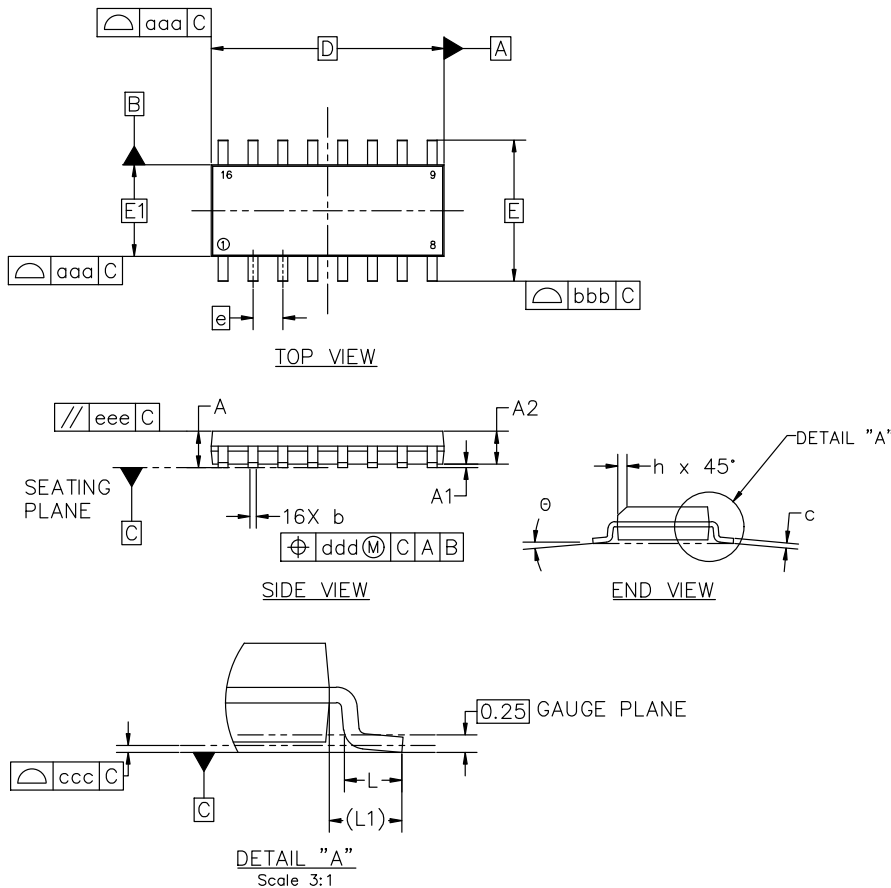 ⌓ aaa C
D
A
B
16
9
E1
E
1
8
⌓ aaa C
⌓ bbb C
e
TOP VIEW
// eee C
A
A2
DETAIL "A"
h x 45°
SEATING
PLANE
A1
C
16X b
θ
c
⌖ ddd Ⓜ C A B
SIDE VIEW
END VIEW
0.25 GAUGE PLANE
⌓ ccc C
L
C
(L1)
DETAIL "A"
Scale 3:1